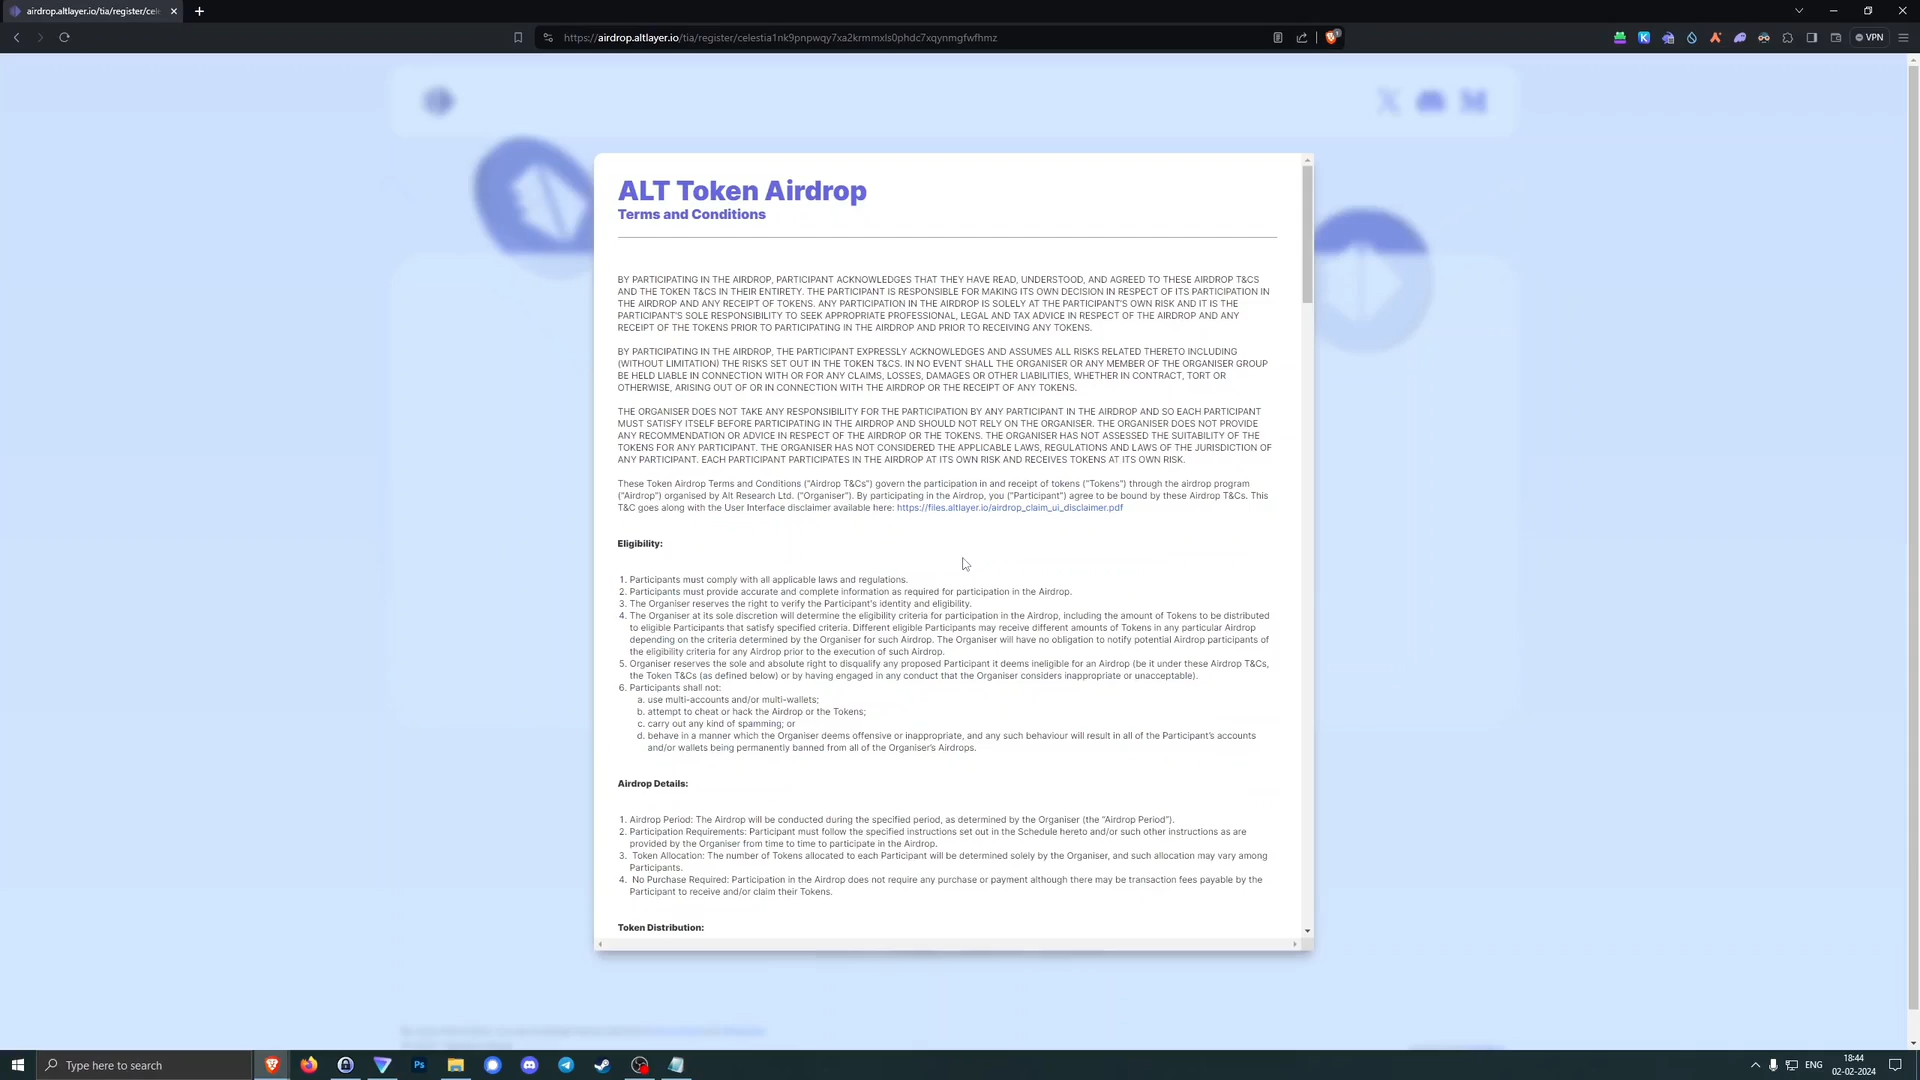 airdrop.altlayer.io/tia/register/cele
https://airdrop.altlayer.io/tia/register/celestia1nk9pnpwqy7xa2krmmxls0phdc7xqynmgfwfhmz
VPN
ALT Token Airdrop
Terms and Conditions
BY PARTICIPATING IN THE AIRDROP, PARTICIPANT ACKNOWLEDGES THAT THEY HAVE READ, UNDERSTOOD, AND AGREED TO THESE AIRDROP T&CS
AND THE TOKEN T&CS IN THEIR ENTIRETY. THE PARTICIPANT IS RESPONSIBLE FOR MAKING ITS OWN DECISION IN RESPECT OF ITS PARTICIPATION IN
THE AIRDROP AND ANY RECEIPT OF TOKENS. ANY PARTICIPATION IN THE AIRDROP IS SOLELY AT THE PARTICIPANT'S OWN RISK AND IT IS THE
PARTICIPANT'S SOLE RESPONSIBILITY TO SEEK APPROPRIATE PROFESSIONAL, LEGAL AND TAX ADVICE IN RESPECT OF THE AIRDROP AND ANY
RECEIPT OF THE TOKENS PRIOR TO PARTICIPATING IN THE AIRDROP AND PRIOR TO RECEIVING ANY TOKENS.
BY PARTICIPATING IN THE AIRDROP, THE PARTICIPANT EXPRESSLY ACKNOWLEDGES AND ASSUMES ALL RISKS RELATED THERETO INCLUDING
(WITHOUT LIMITATION) THE RISKS SET OUT IN THE TOKEN T&CS. IN NO EVENT SHALL THE ORGANISER OR ANY MEMBER OF THE ORGANISER GROUP
BE HELD LIABLE IN CONNECTION WITH OR FOR ANY CLAIMS, LOSSES, DAMAGES OR OTHER LIABILITIES, WHETHER IN CONTRACT, TORT OR
OTHERWISE, ARISING OUT OF OR IN CONNECTION WITH THE AIRDROP OR THE RECEIPT OF ANY TOKENS.
THE ORGANISER DOES NOT TAKE ANY RESPONSIBILITY FOR THE PARTICIPATION BY ANY PARTICIPANT IN THE AIRDROP AND SO EACH PARTICIPANT
MUST SATISFY ITSELF BEFORE PARTICIPATING IN THE AIRDROP AND SHOULD NOT RELY ON THE ORGANISER. THE ORGANISER DOES NOT PROVIDE
ANY RECOMMENDATION OR ADVICE IN RESPECT OF THE AIRDROP OR THE TOKENS. THE ORGANISER HAS NOT ASSESSED THE SUITABILITY OF THE
TOKENS FOR ANY PARTICIPANT. THE ORGANISER HAS NOT CONSIDERED THE APPLICABLE LAWS, REGULATIONS AND LAWS OF THE JURISDICTION OF
ANY PARTICIPANT. EACH PARTICIPANT PARTICIPATES IN THE AIRDROP AT ITS OWN RISK AND RECEIVES TOKENS AT ITS OWN RISK.
These Token Airdrop Terms and Conditions ("Airdrop T&Cs") govern the participation in and receipt of tokens ("Tokens") through the airdrop program
("Airdrop") organised by Alt Research Ltd. ("Organiser"). By participating in the Airdrop, you ("Participant") agree to be bound by these Airdrop T&Cs. This
T&C goes along with the User Interface disclaimer available here: https://files.altlayer.io/airdrop_claim_ui_disclaimer.pdf
Eligibility:
1. Participants must comply with all applicable laws and regulations.
2. Participants must provide accurate and complete information as required for participation in the Airdrop.
3. The Organiser reserves the right to verify the Participant's identity and eligibility.
4. The Organiser at its sole discretion will determine the eligibility criteria for participation in the Airdrop, including the amount of Tokens to be distributed
to eligible Participants that satisfy specified criteria. Different eligible Participants may receive different amounts of Tokens in any particular Airdrop
depending on the criteria determined by the Organiser for such Airdrop. The Organiser will have no obligation to notify potential Airdrop participants of
the eligibility criteria for any Airdrop prior to the execution of such Airdrop.
5. Organiser reserves the sole and absolute right to disqualify any proposed Participant it deems ineligible for an Airdrop (be it under these Airdrop T&Cs,
the Token T&Cs (as defined below) or by having engaged in any conduct that the Organiser considers inappropriate or unacceptable).
6. Participants shall not:
a. use multi-accounts and/or multi-wallets;
b. attempt to cheat or hack the Airdrop or the Tokens;
c. carry out any kind of spamming; or
d. behave in a manner which the Organiser deems offensive or inappropriate, and any such behaviour will result in all of the Participant's accounts
and/or wallets being permanently banned from all of the Organiser's Airdrops.
Airdrop Details:
1. Airdrop Period: The Airdrop will be conducted during the specified period, as determined by the Organiser (the "Airdrop Period").
2. Participation Requirements: Participant must follow the specified instructions set out in the Schedule hereto and/or such other instructions as are
provided by the Organiser from time to time to participate in the Airdrop.
3. Token Allocation: The number of Tokens allocated to each Participant will be determined solely by the Organiser, and such allocation may vary among
Participants.
4. No Purchase Required: Participation in the Airdrop does not require any purchase or payment although there may be transaction fees payable by the
Participant to receive and/or claim their Tokens.
Token Distribution:
Type here to search
Ps
ENG
18:44
02-02-2024